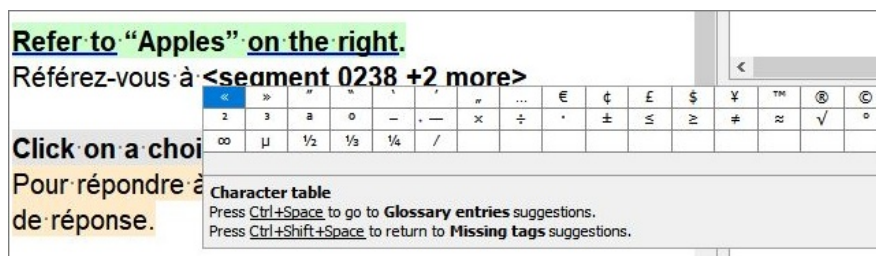 Refer to “Apples” on the right.
Référez-vous à <segment 0238 +2 more>
« » ” “ ‘ ’ „ … € ¢ £ $ ¥ ™ ® ©
² ³ ª º – — × ÷ · ± ≤ ≥ ≠ ≈ √ °
∞ µ ½ ⅓ ¼ ⁄
Click on a choi
Pour répondre à
de réponse.
Character table
Press Ctrl+Space to go to Glossary entries suggestions.
Press Ctrl+Shift+Space to return to Missing tags suggestions.